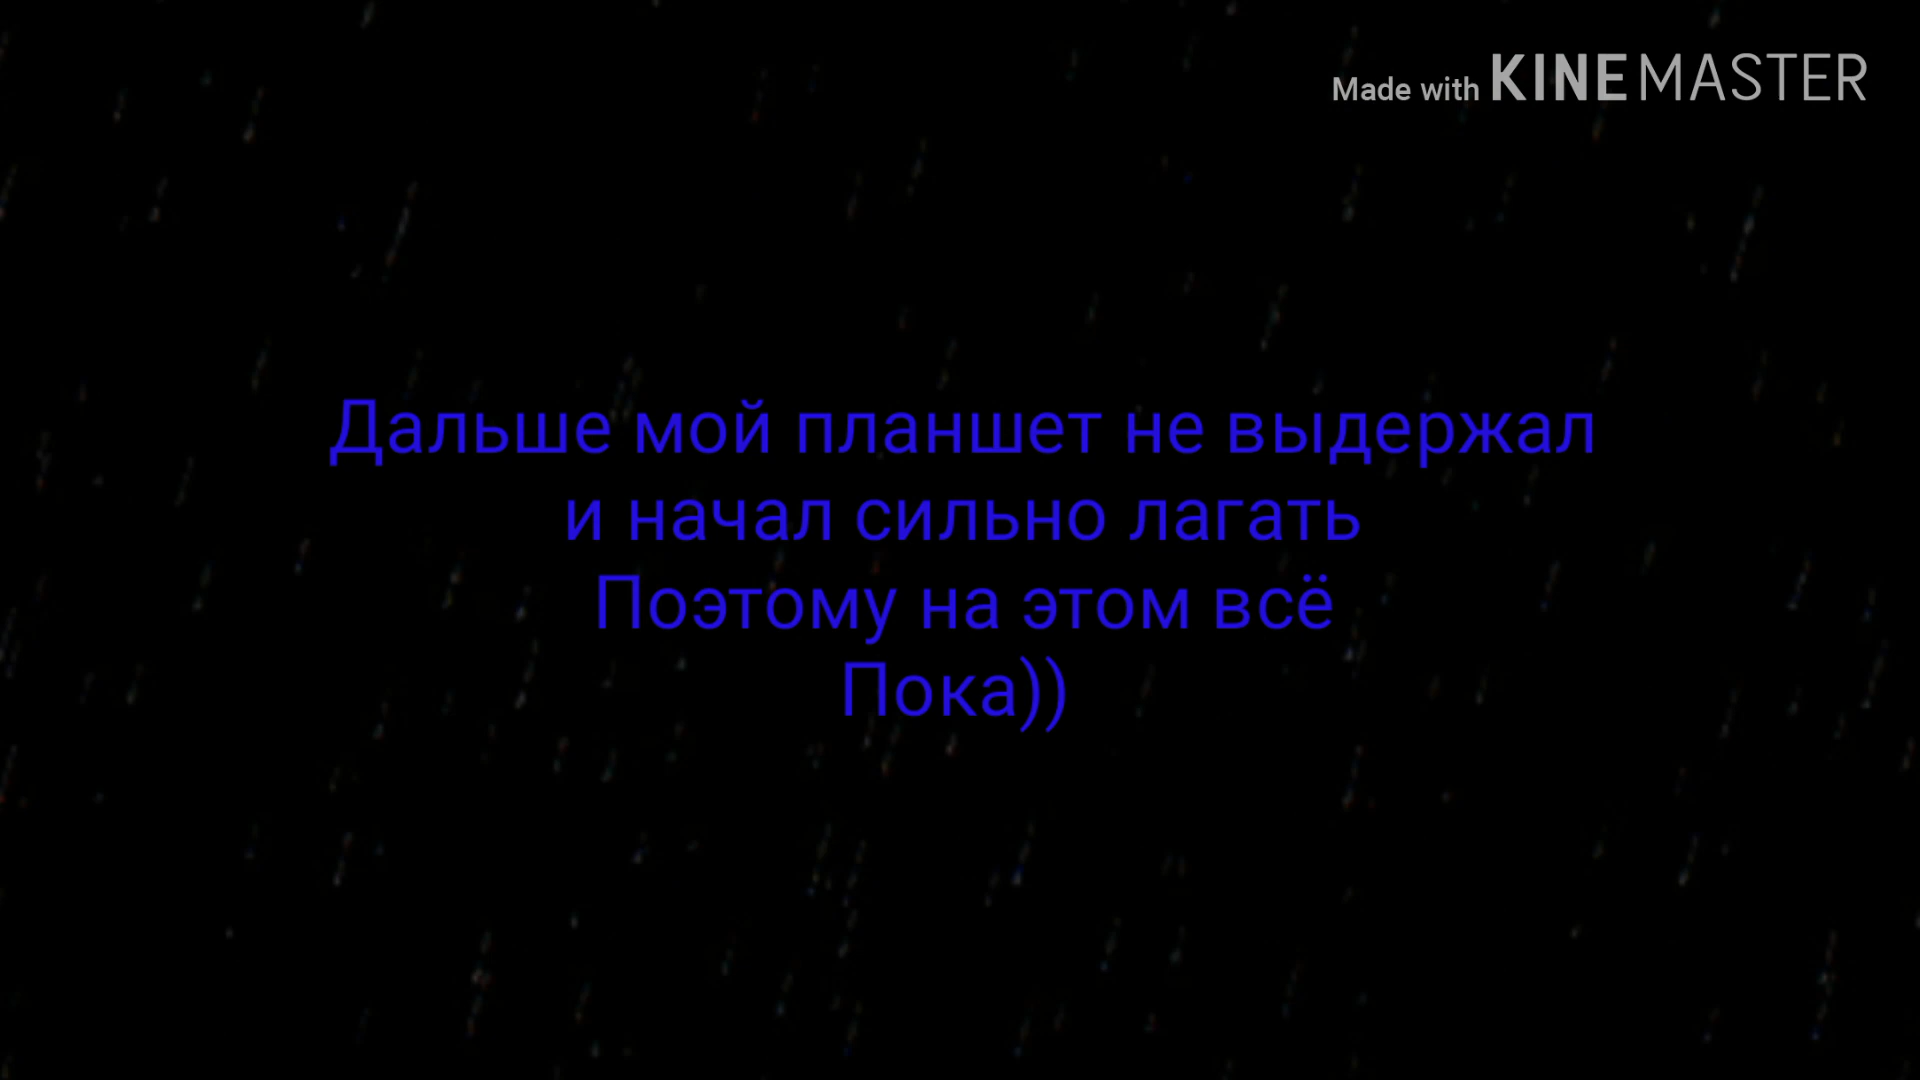 Made with KINEMASTER
Дальше мой планшет не выдержал
и начал сильно лагать
Поэтому на этом всё
Пока))